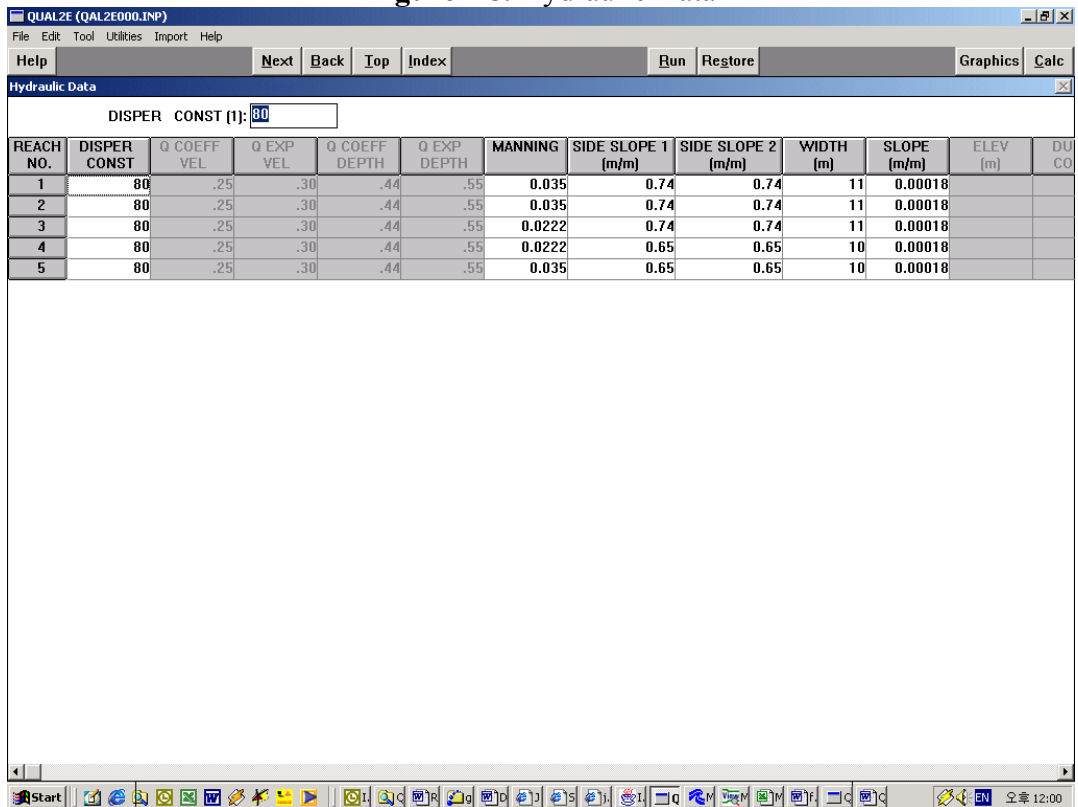 QUAL2E (QAL2E000.INP)
File Edit Tool Utilities Import Help
Help Next Back Top Index Run Restore Graphics Calc
Hydraulic Data
DISPER CONST (1): 80
REACH NO. DISPER CONST Q COEFF VEL Q EXP VEL Q COEFF DEPTH Q EXP DEPTH MANNING SIDE SLOPE 1 (m/m) SIDE SLOPE 2 (m/m) WIDTH (m) SLOPE (m/m) ELEV (m) DU CO
1 80 .25 .30 .44 .55 0.035 0.74 0.74 11 0.00018
2 80 .25 .30 .44 .55 0.035 0.74 0.74 11 0.00018
3 80 .25 .30 .44 .55 0.0222 0.74 0.74 11 0.00018
4 80 .25 .30 .44 .55 0.0222 0.65 0.65 10 0.00018
5 80 .25 .30 .44 .55 0.035 0.65 0.65 10 0.00018
Start EN 오후 12:00